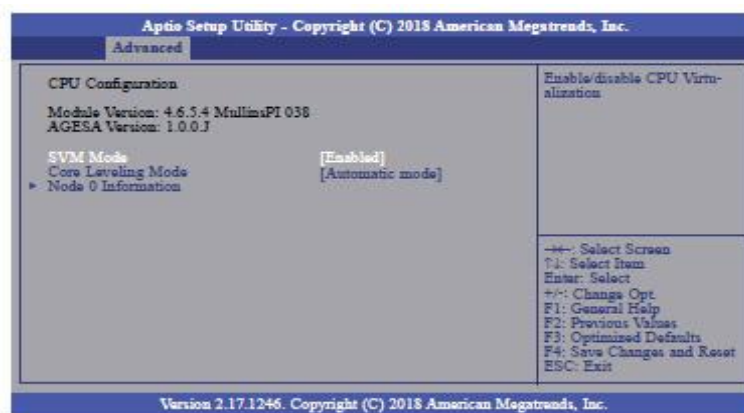 Aptio Setup Utility - Copyright (C) 2018 American Megatrends, Inc.
Advanced
CPU Configuration
Module Version: 4.6.5.4 MullinsPI 038
AGESA Version: 1.0.0.J
SVM Mode [Enabled]
Core Leveling Mode [Automatic mode]
Node 0 Information
Enable/disable CPU Virtu-
alization
→←: Select Screen
↑↓: Select Item
Enter: Select
+/-: Change Opt.
F1: General Help
F2: Previous Values
F3: Optimized Defaults
F4: Save Changes and Reset
ESC: Exit
Version 2.17.1246. Copyright (C) 2018 American Megatrends, Inc.